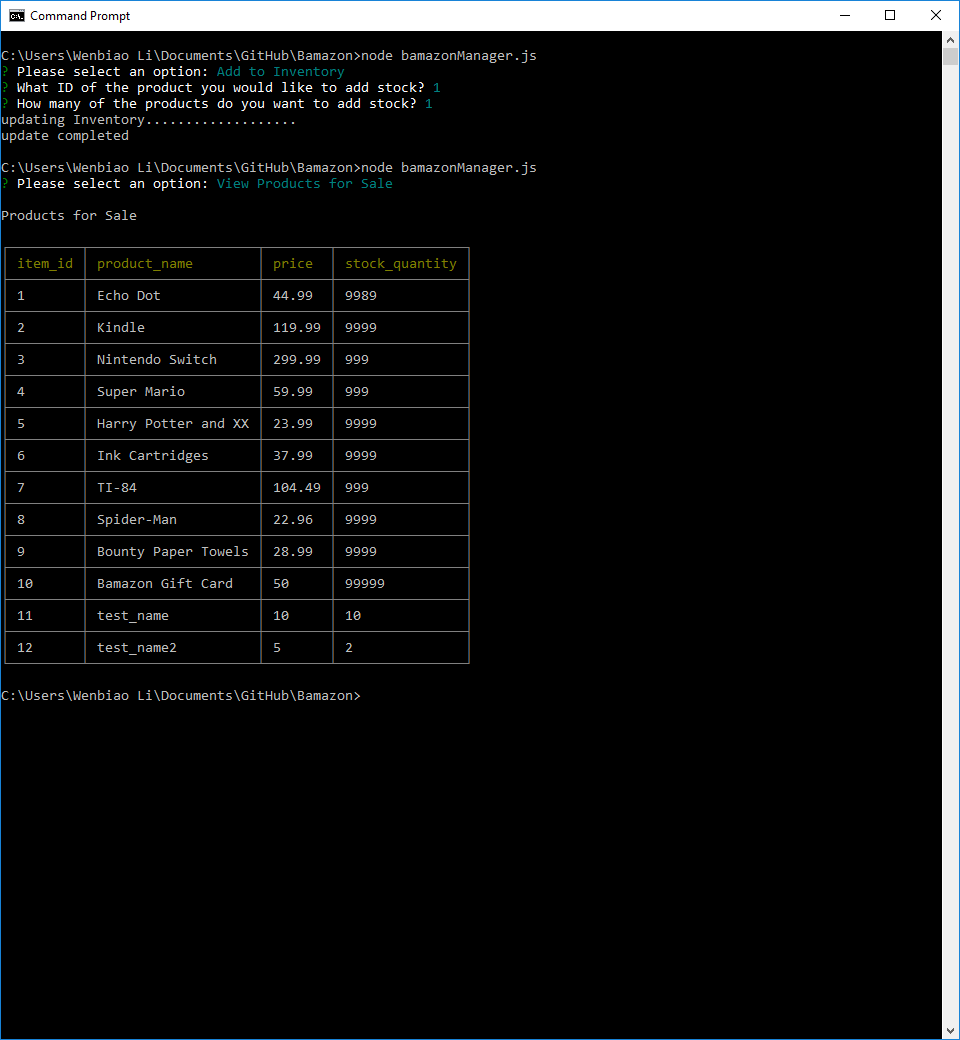 Command Prompt
C:\Users\Wenbiao Li\Documents\GitHub\Bamazon>node bamazonManager.js
? Please select an option: Add to Inventory
? What ID of the product you would like to add stock? 1
? How many of the products do you want to add stock? 1
updating Inventory...................
update completed
C:\Users\Wenbiao Li\Documents\GitHub\Bamazon>node bamazonManager.js
? Please select an option: View Products for Sale
Products for Sale
item_id product_name price stock_quantity
1 Echo Dot 44.99 9989
2 Kindle 119.99 9999
3 Nintendo Switch 299.99 999
4 Super Mario 59.99 999
5 Harry Potter and XX 23.99 9999
6 Ink Cartridges 37.99 9999
7 TI-84 104.49 999
8 Spider-Man 22.96 9999
9 Bounty Paper Towels 28.99 9999
10 Bamazon Gift Card 50 99999
11 test_name 10 10
12 test_name2 5 2
C:\Users\Wenbiao Li\Documents\GitHub\Bamazon>